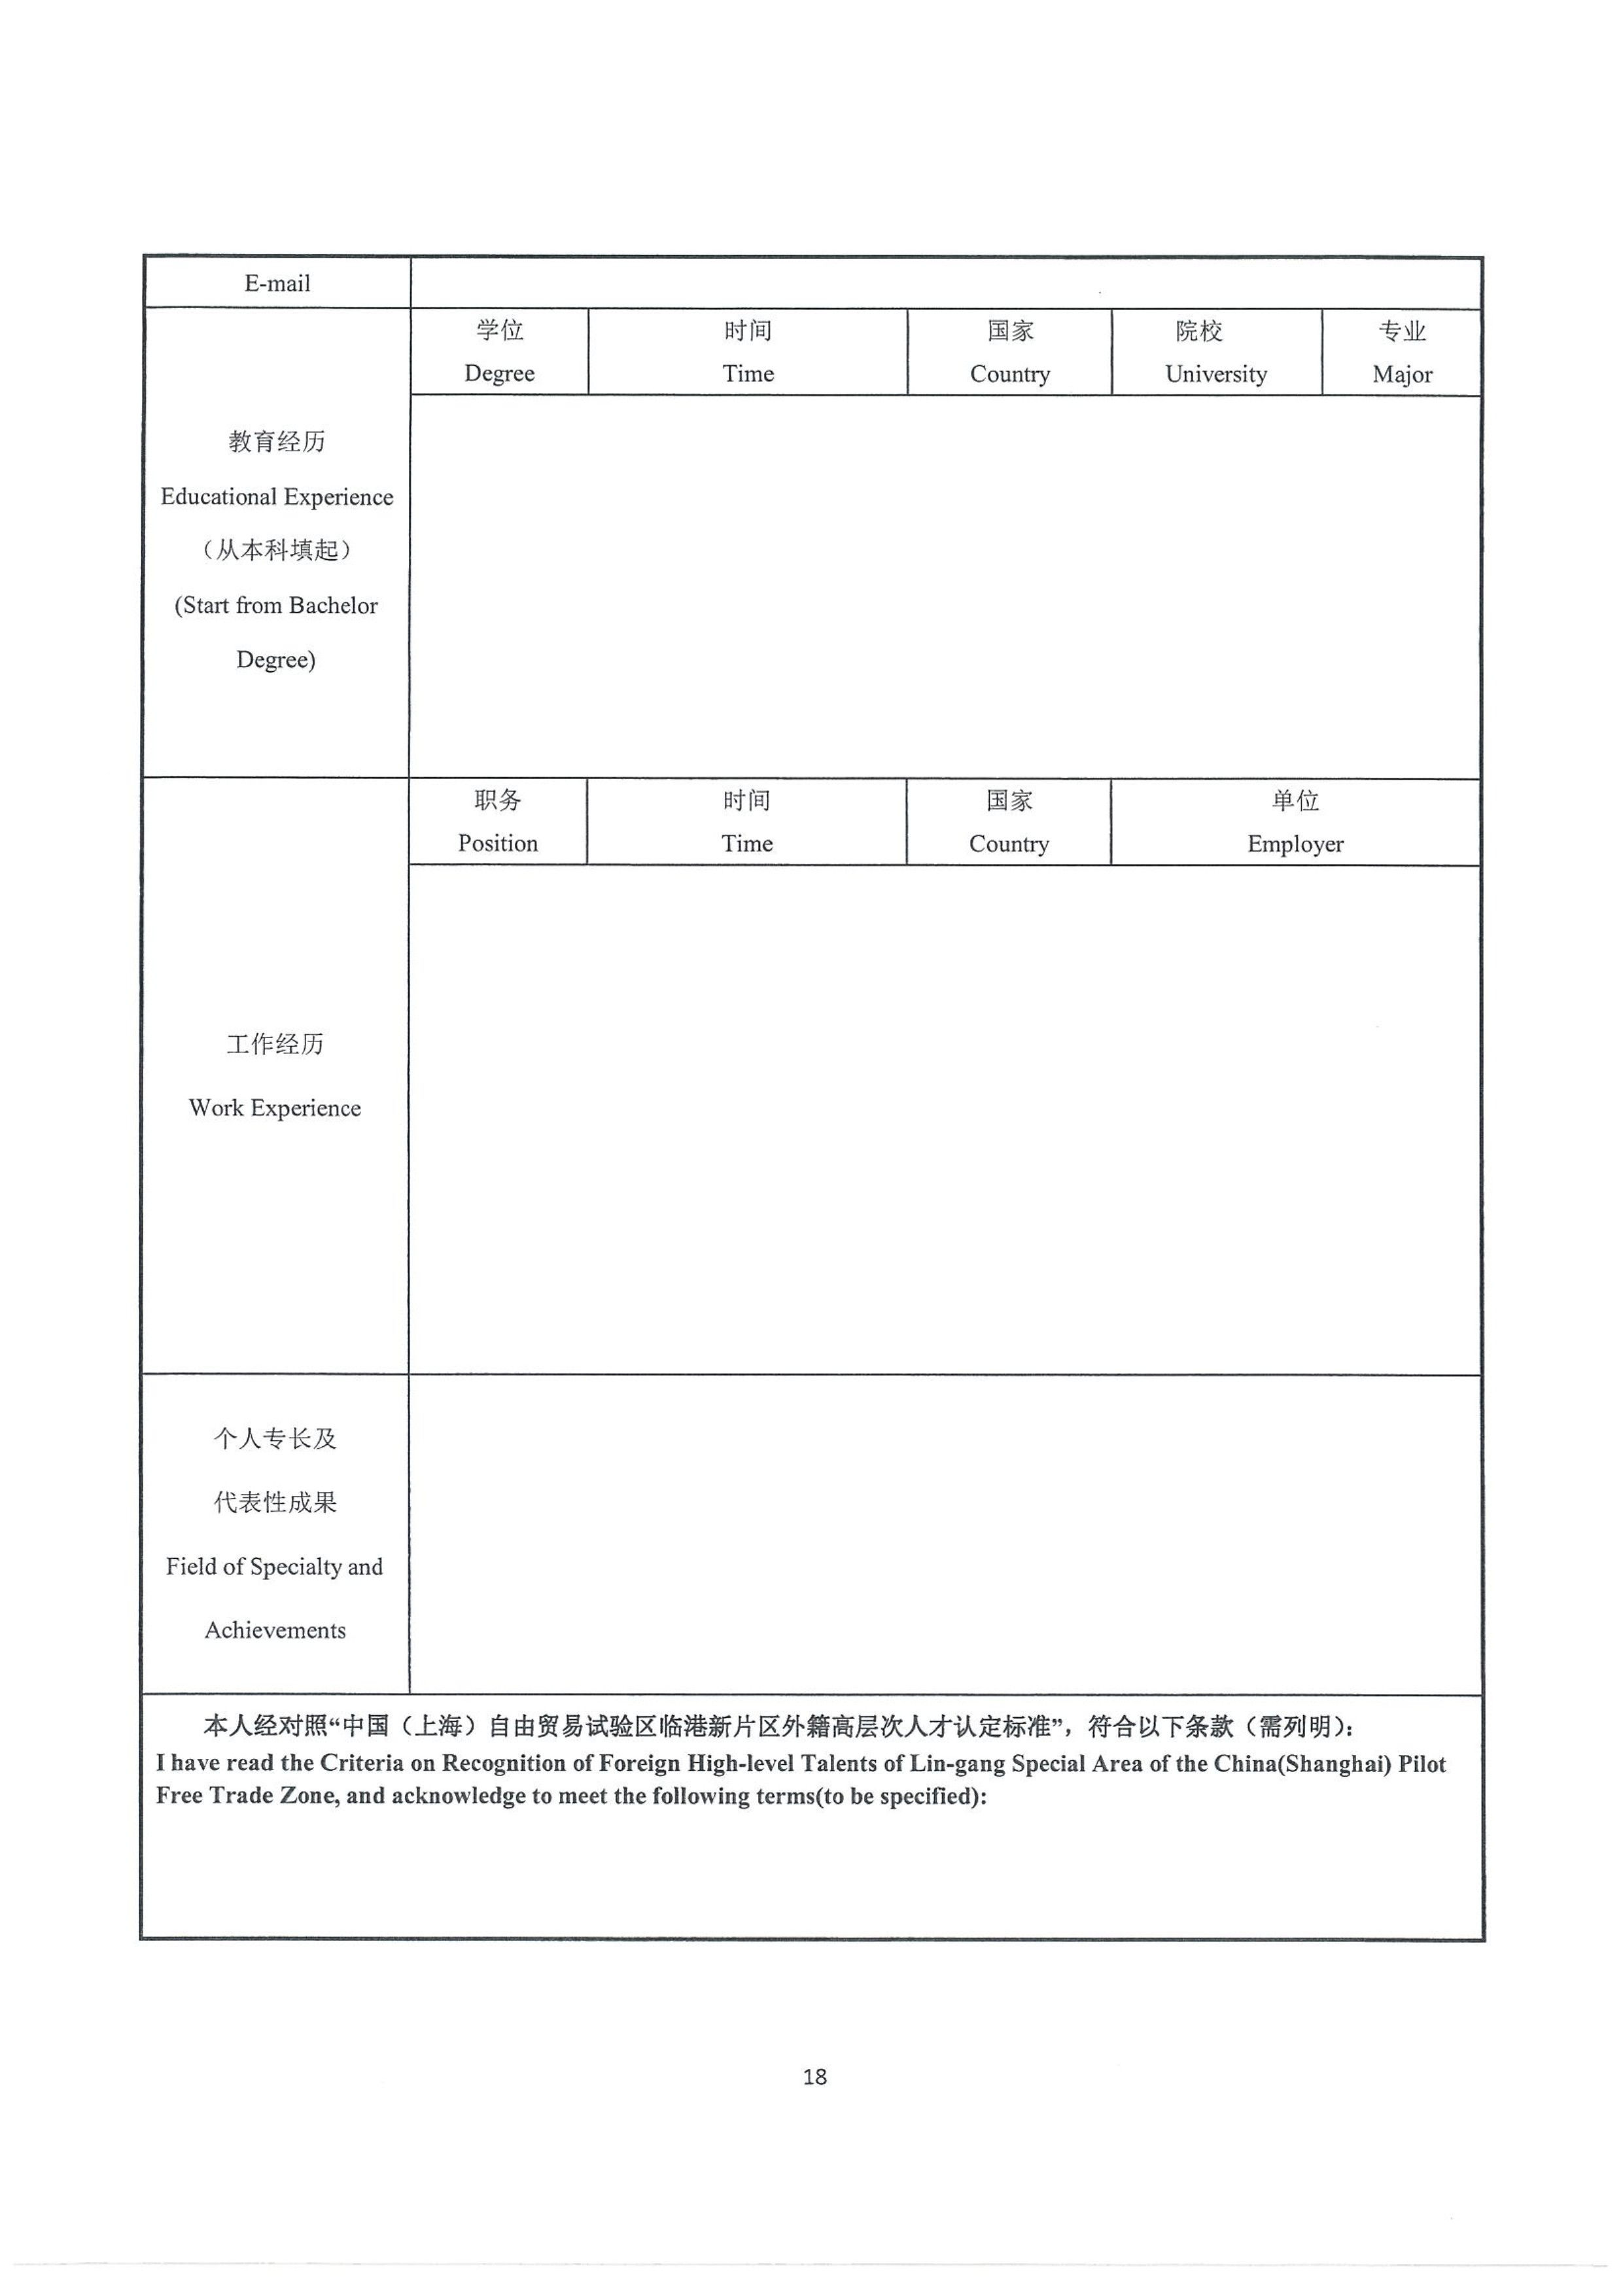 E-mail
学位 时间 国家 院校 专业
Degree Time Country University Major
教育经历
Educational Experience
（从本科填起）
(Start from Bachelor
Degree)
职务 时间 国家 单位
Position Time Country Employer
工作经历
Work Experience
个人专长及
代表性成果
Field of Specialty and
Achievements
本人经对照“中国（上海）自由贸易试验区临港新片区外籍高层次人才认定标准”，符合以下条款（需列明）：
I have read the Criteria on Recognition of Foreign High-level Talents of Lin-gang Special Area of the China(Shanghai) Pilot
Free Trade Zone, and acknowledge to meet the following terms(to be specified):
18